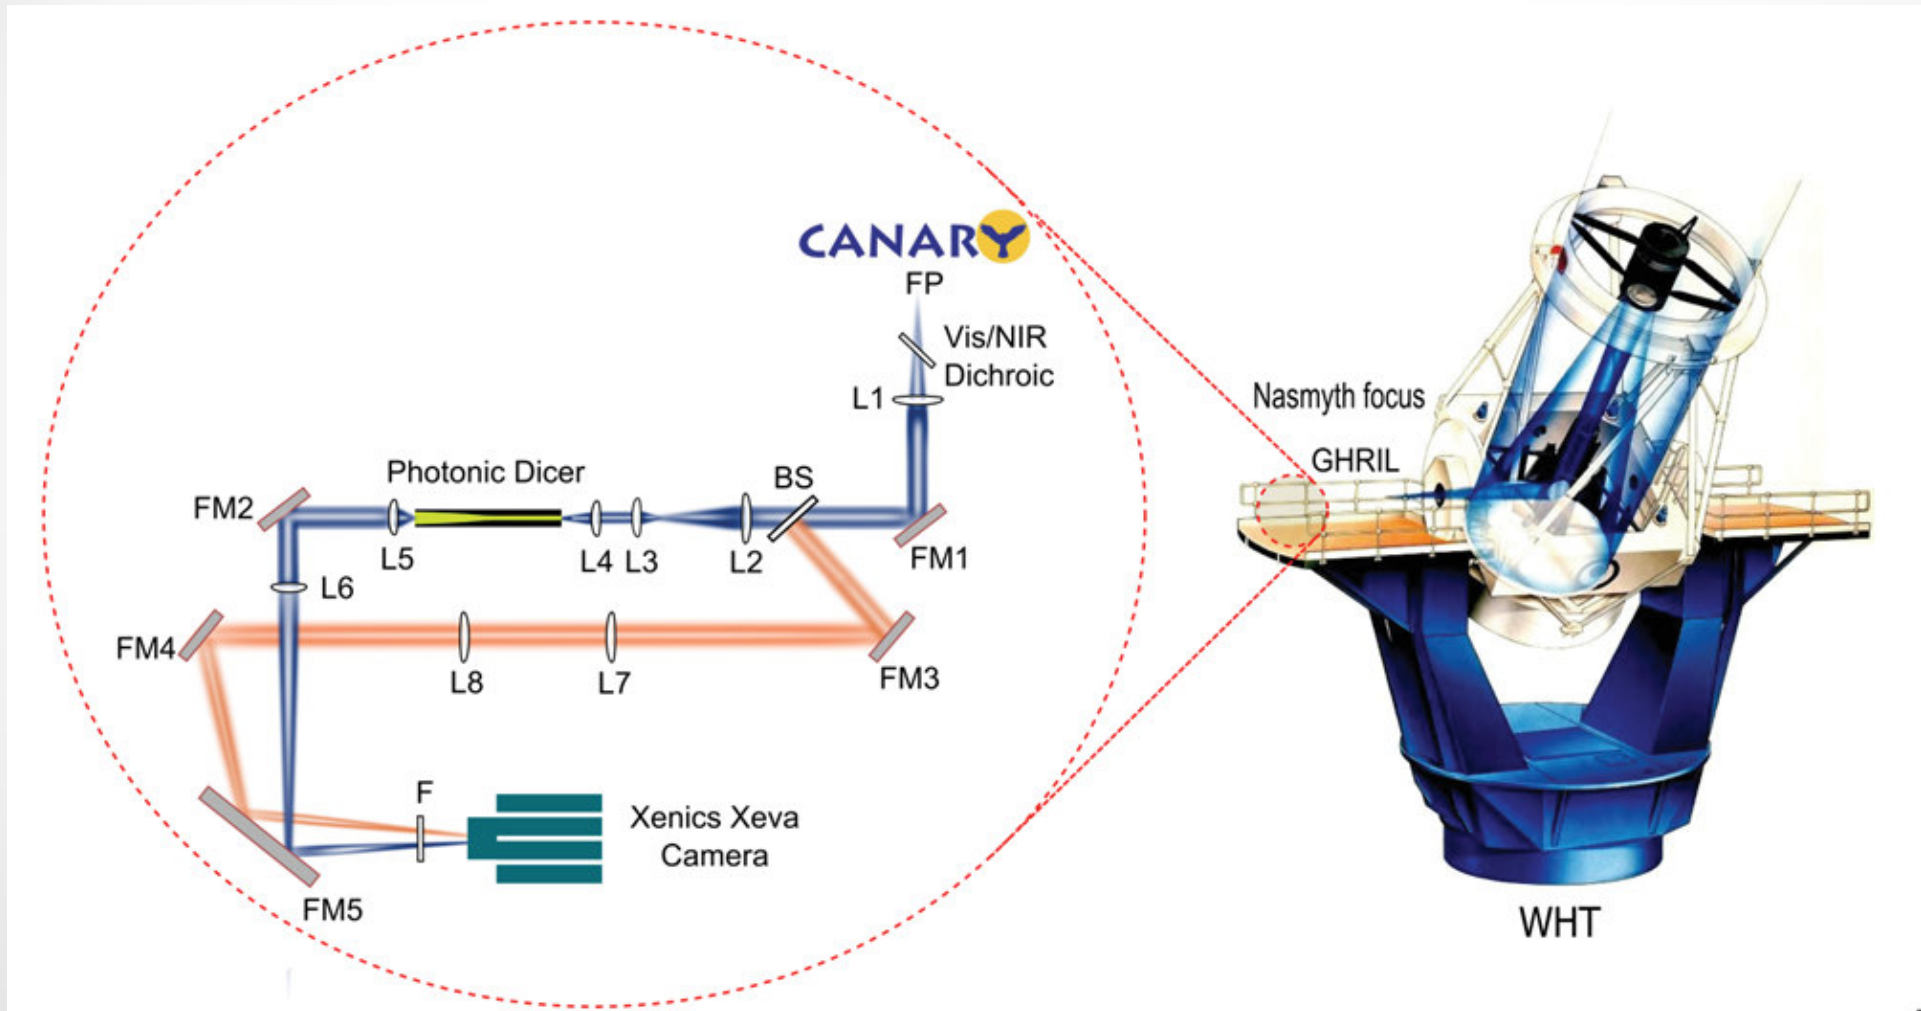 CANARY
FP
Vis/NIR
Dichroic
L1
Nasmyth focus
GHRIL
Photonic Dicer
BS
FM2
L5
L4
L3
L2
FM1
L6
FM4
L8
L7
FM3
F
Xenics Xeva
Camera
FM5
WHT